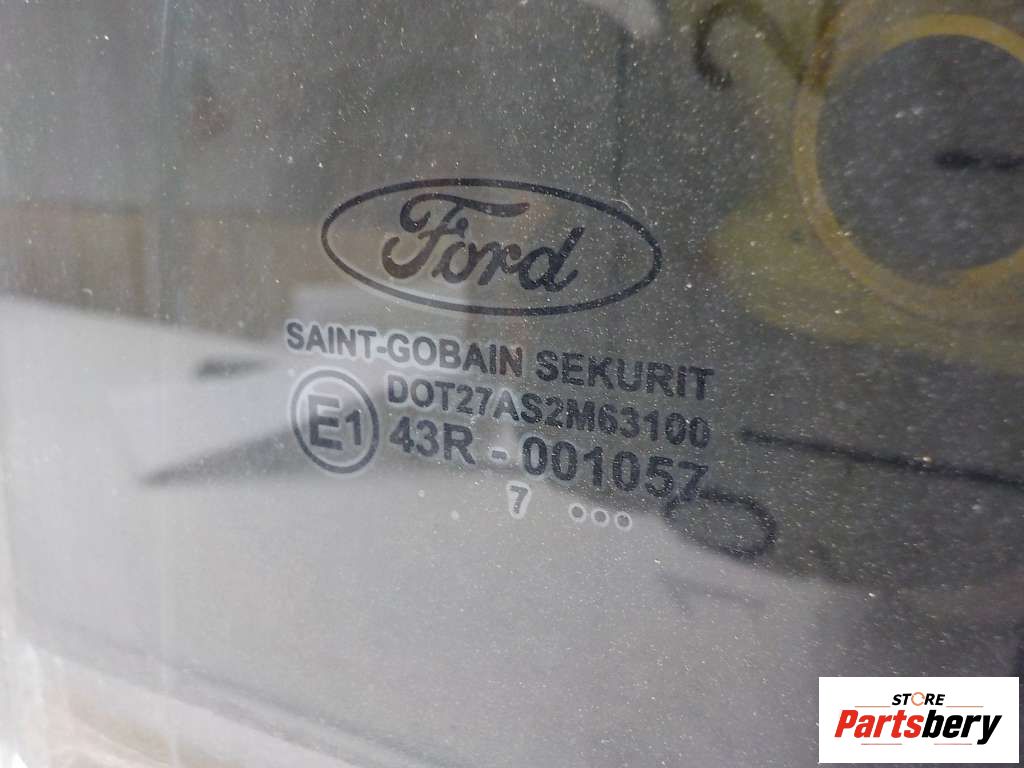 Ford
SAINT-GOBAIN SEKURIT
E1
DOT27AS2M63100
43R - 001057
7 ...
STORE
Partsbery